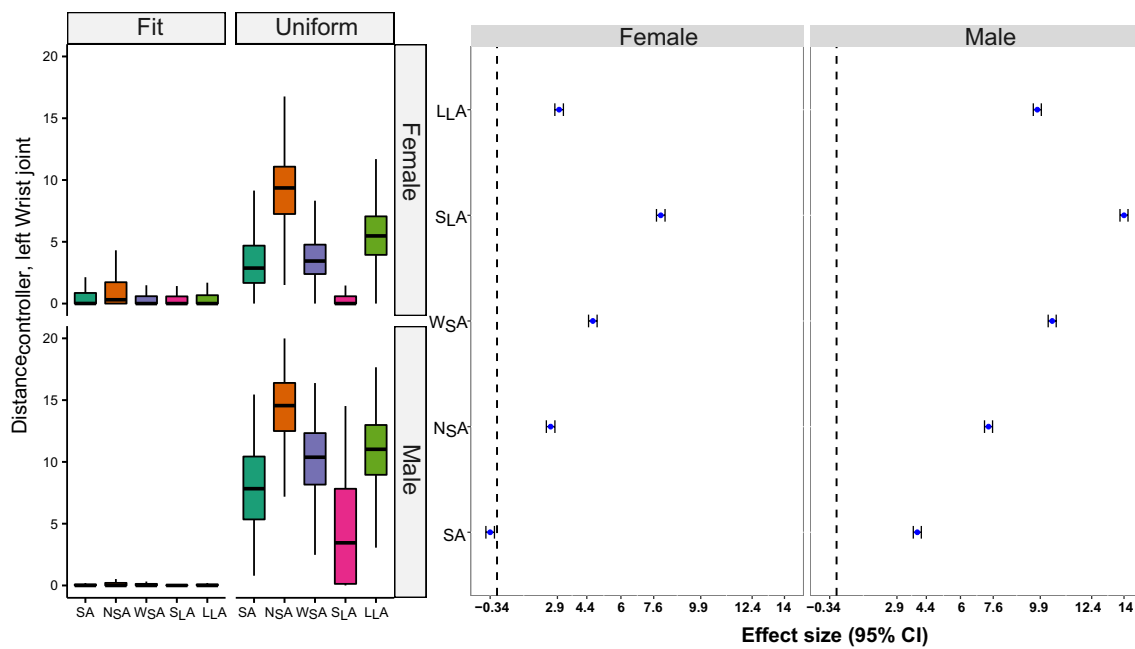 Fit Uniform
Female
Male
Distancecontroller, left Wrist joint
20
15
10
5
0
20
15
10
5
0
SA NSA WSA SLA LLA SA NSA WSA SLA LLA
Female Male
LLA
SLA
WSA
NSA
SA
−0.34 2.9 4.4 6 7.6 9.9 12.4 14 −0.34 2.9 4.4 6 7.6 9.9 12.4 14
Effect size (95% CI)